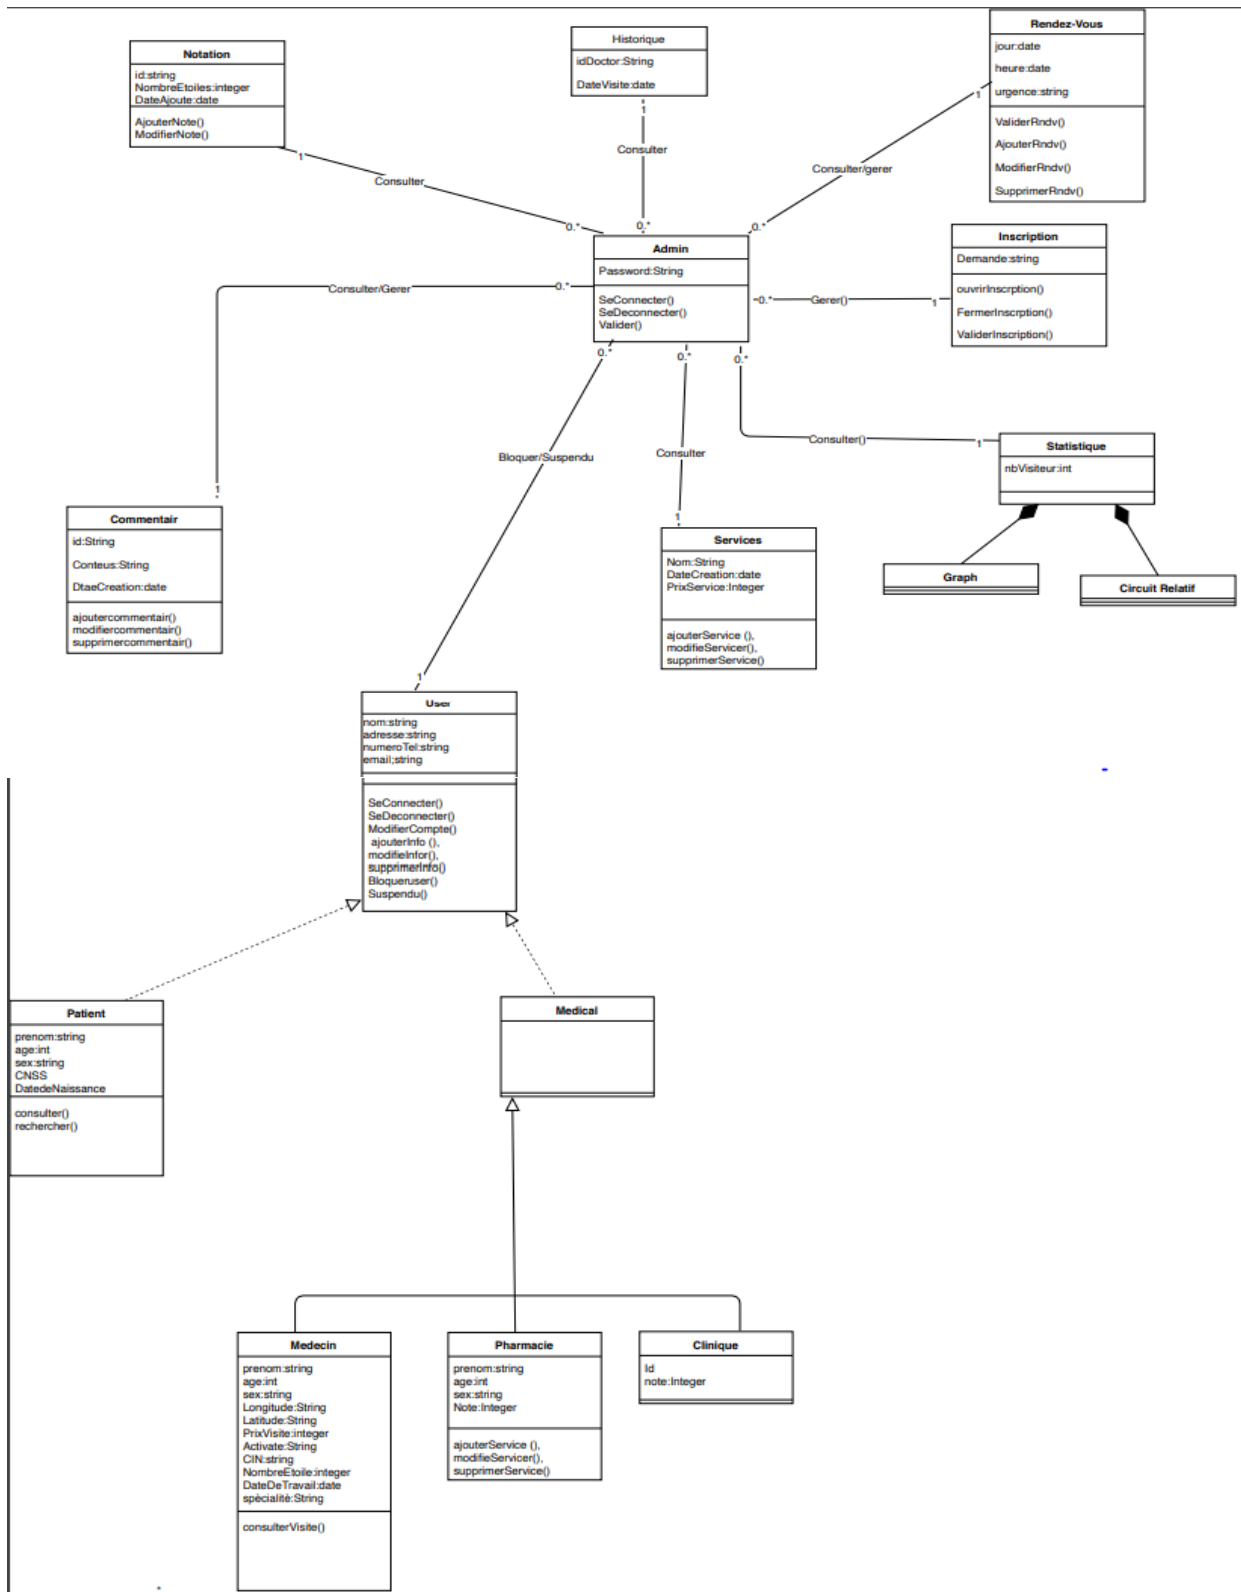 Notation
id:string
NombreEtoiles:integer
DateAjoute:date
AjouterNote()
ModifierNote()
Historique
idDoctor:String
DateVisite:date
Rendez-Vous
jour:date
heure:date
urgence:string
ValiderRndv()
AjouterRndv()
ModifierRndv()
SupprimerRndv()
1
Consulter
0.*
1
Consulter
0.*
1
Consulter/gerer
0.*
Admin
Password:String
SeConnecter()
SeDeconnecter()
Valider()
Inscription
Demande:string
ouvrirInscrption()
FermerInscrption()
ValiderInscription()
Consulter/Gerer
0.*
1
0.*
Gerer()
1
0.*
Bloquer/Suspendu
1
0.*
Consulter
1
0.*
Consulter()
1
Statistique
nbVisiteur:int
Graph
Circuit Relatif
Commentair
id:String
Conteus:String
DtaeCreation:date
ajoutercommentair()
modifiercommentair()
supprimercommentair()
Services
Nom:String
DateCreation:date
PrixService:Integer
ajouterService (),
modifieServicer(),
supprimerService()
User
nom:string
adresse:string
numeroTel:string
email;string
SeConnecter()
SeDeconnecter()
ModifierCompte()
ajouterInfo (),
modifieInfor(),
supprimerInfo()
Bloqueruser()
Suspendu()
Patient
prenom:string
age:int
sex:string
CNSS
DatedeNaissance
consulter()
rechercher()
Medical
Medecin
prenom:string
age:int
sex:string
Longitude:String
Latitude:String
PrixVisite:integer
Activate:String
CIN:string
NombreEtoile:integer
DateDeTravail:date
spècialitè:String
consulterVisite()
Pharmacie
prenom:string
age:int
sex:string
Note:Integer
ajouterService (),
modifieServicer(),
supprimerService()
Clinique
Id
note:Integer